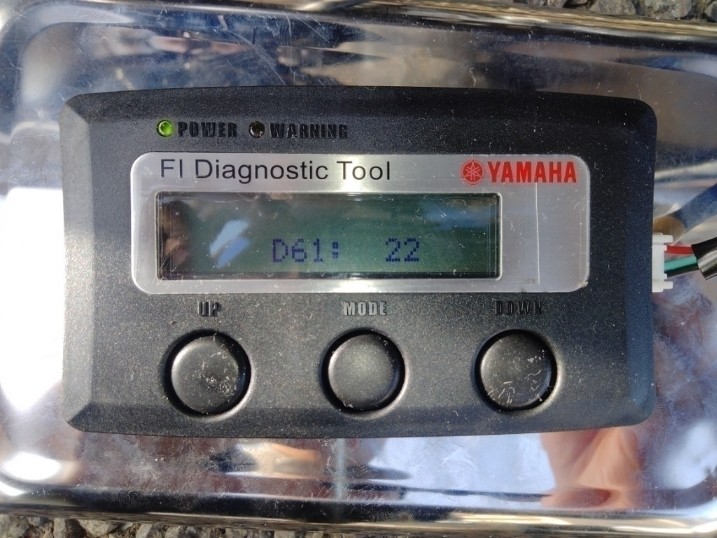 POWER WARNING
FI Diagnostic Tool YAMAHA
D61: 22
UP MODE DOWN